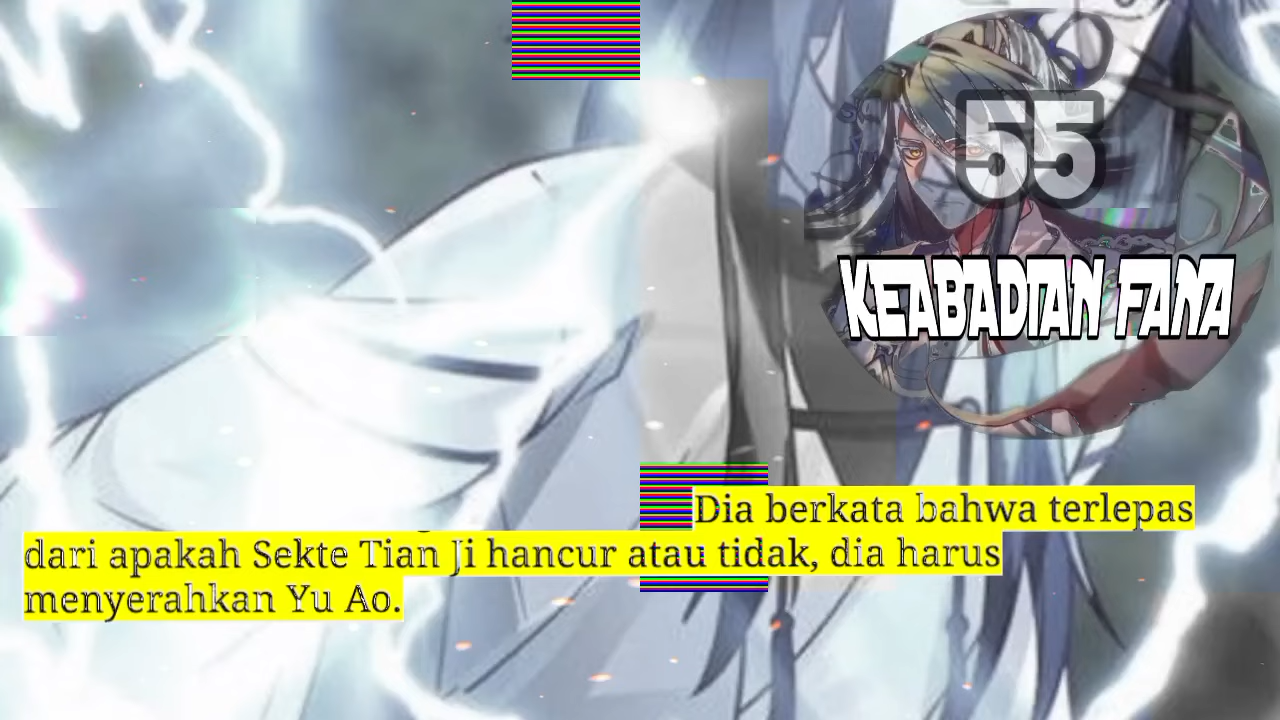 55
KEABADIAN FANA
Dia berkata bahwa terlepas
dari apakah Sekte Tian Ji hancur atau tidak, dia harus
menyerahkan Yu Ao.